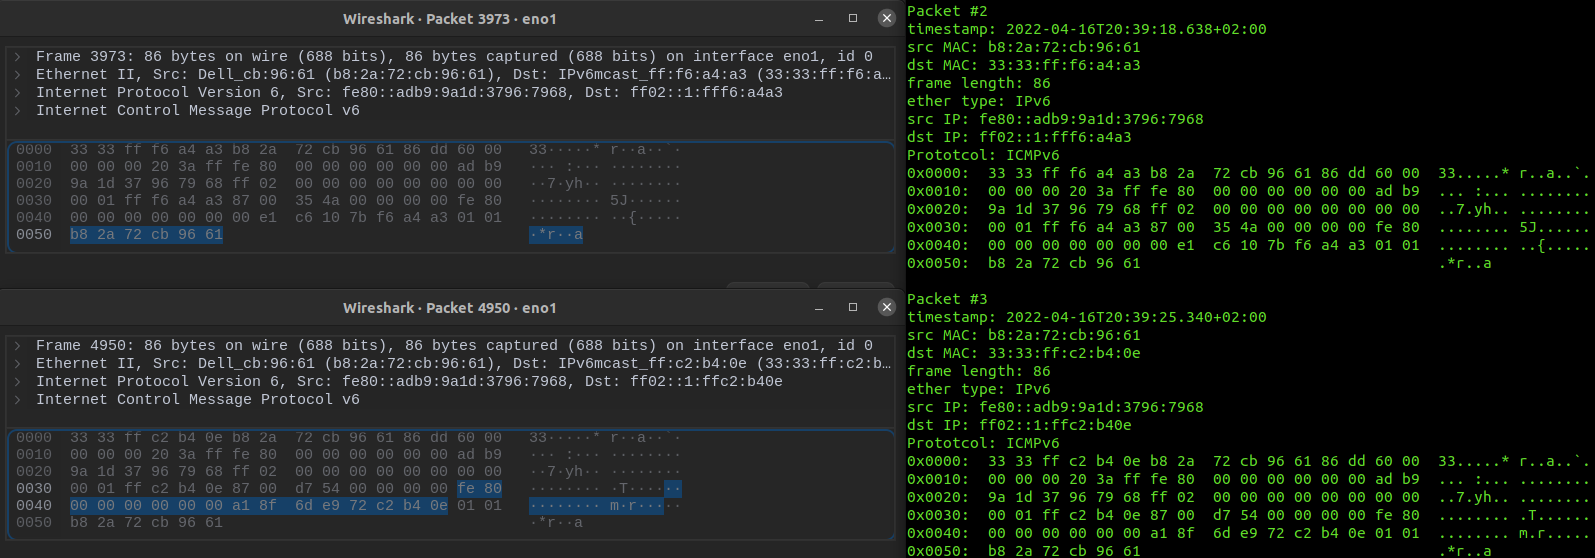 Wireshark · Packet 3973 · eno1
Frame 3973: 86 bytes on wire (688 bits), 86 bytes captured (688 bits) on interface eno1, id 0
Ethernet II, Src: Dell_cb:96:61 (b8:2a:72:cb:96:61), Dst: IPv6mcast_ff:f6:a4:a3 (33:33:ff:f6:a…
Internet Protocol Version 6, Src: fe80::adb9:9a1d:3796:7968, Dst: ff02::1:fff6:a4a3
Internet Control Message Protocol v6
0000 33 33 ff f6 a4 a3 b8 2a 72 cb 96 61 86 dd 60 00 33·····* r··a··`·
0010 00 00 00 20 3a ff fe 80 00 00 00 00 00 00 ad b9 ··· :··· ········
0020 9a 1d 37 96 79 68 ff 02 00 00 00 00 00 00 00 00 ··7·yh·· ········
0030 00 01 ff f6 a4 a3 87 00 35 4a 00 00 00 00 fe 80 ········ 5J······
0040 00 00 00 00 00 00 00 e1 c6 10 7b f6 a4 a3 01 01 ········ ··{·····
0050 b8 2a 72 cb 96 61 ·*r··a
Wireshark · Packet 4950 · eno1
Frame 4950: 86 bytes on wire (688 bits), 86 bytes captured (688 bits) on interface eno1, id 0
Ethernet II, Src: Dell_cb:96:61 (b8:2a:72:cb:96:61), Dst: IPv6mcast_ff:c2:b4:0e (33:33:ff:c2:b…
Internet Protocol Version 6, Src: fe80::adb9:9a1d:3796:7968, Dst: ff02::1:ffc2:b40e
Internet Control Message Protocol v6
0000 33 33 ff c2 b4 0e b8 2a 72 cb 96 61 86 dd 60 00 33·····* r··a··`·
0010 00 00 00 20 3a ff fe 80 00 00 00 00 00 00 ad b9 ··· :··· ········
0020 9a 1d 37 96 79 68 ff 02 00 00 00 00 00 00 00 00 ··7·yh·· ········
0030 00 01 ff c2 b4 0e 87 00 d7 54 00 00 00 00 fe 80 ········ ·T······
0040 00 00 00 00 00 00 a1 8f 6d e9 72 c2 b4 0e 01 01 ········ m·r·····
0050 b8 2a 72 cb 96 61 ·*r··a
Packet #2
timestamp: 2022-04-16T20:39:18.638+02:00
src MAC: b8:2a:72:cb:96:61
dst MAC: 33:33:ff:f6:a4:a3
frame length: 86
ether type: IPv6
src IP: fe80::adb9:9a1d:3796:7968
dst IP: ff02::1:fff6:a4a3
Prototcol: ICMPv6
0x0000: 33 33 ff f6 a4 a3 b8 2a 72 cb 96 61 86 dd 60 00 33.....* r..a..`.
0x0010: 00 00 00 20 3a ff fe 80 00 00 00 00 00 00 ad b9 ... :... ........
0x0020: 9a 1d 37 96 79 68 ff 02 00 00 00 00 00 00 00 00 ..7.yh.. ........
0x0030: 00 01 ff f6 a4 a3 87 00 35 4a 00 00 00 00 fe 80 ........ 5J......
0x0040: 00 00 00 00 00 00 00 e1 c6 10 7b f6 a4 a3 01 01 ........ ..{.....
0x0050: b8 2a 72 cb 96 61 .*r..a
Packet #3
timestamp: 2022-04-16T20:39:25.340+02:00
src MAC: b8:2a:72:cb:96:61
dst MAC: 33:33:ff:c2:b4:0e
frame length: 86
ether type: IPv6
src IP: fe80::adb9:9a1d:3796:7968
dst IP: ff02::1:ffc2:b40e
Prototcol: ICMPv6
0x0000: 33 33 ff c2 b4 0e b8 2a 72 cb 96 61 86 dd 60 00 33.....* r..a..`.
0x0010: 00 00 00 20 3a ff fe 80 00 00 00 00 00 00 ad b9 ... :... ........
0x0020: 9a 1d 37 96 79 68 ff 02 00 00 00 00 00 00 00 00 ..7.yh.. ........
0x0030: 00 01 ff c2 b4 0e 87 00 d7 54 00 00 00 00 fe 80 ........ .T......
0x0040: 00 00 00 00 00 00 a1 8f 6d e9 72 c2 b4 0e 01 01 ........ m.r.....
0x0050: b8 2a 72 cb 96 61 .*r..a